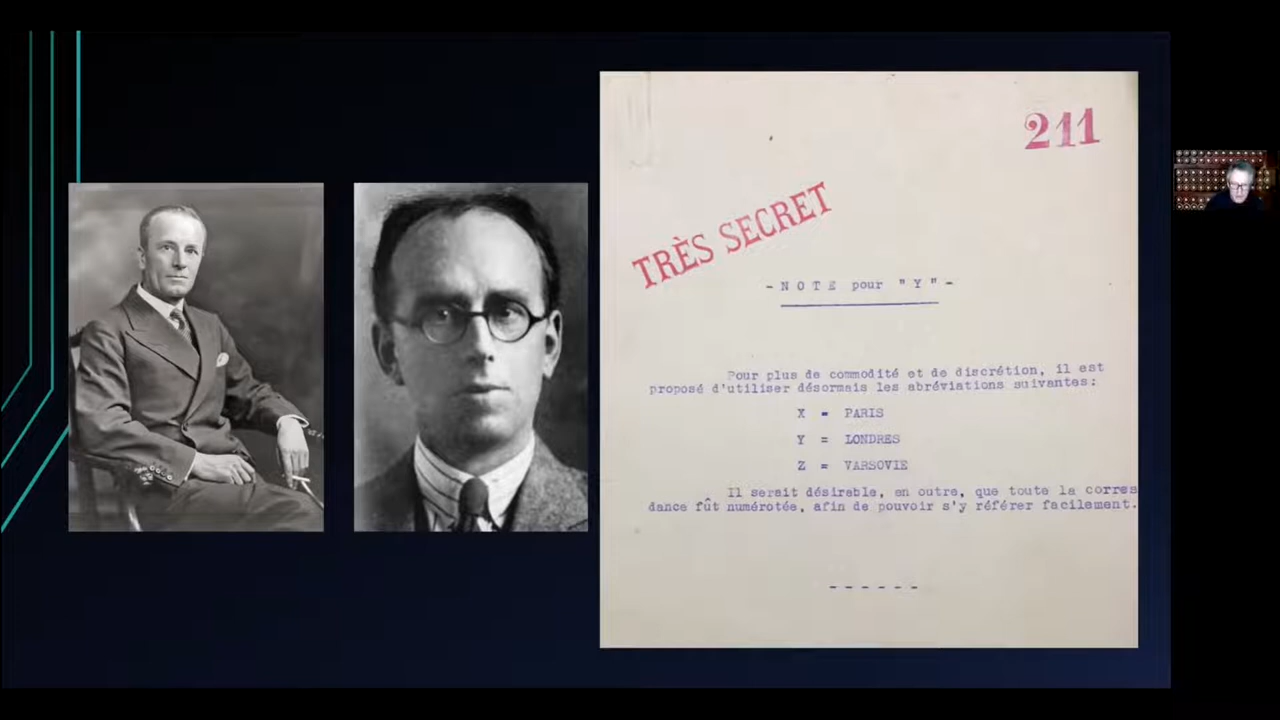 211
TRÈS SECRET
- N O T E pour " Y " -
Pour plus de commodité et de discrétion, il est
proposé d'utiliser désormais les abréviations suivantes:
X = PARIS
Y = LONDRES
Z = VARSOVIE
Il serait désirable, en outre, que toute la corres
dance fût numérotée, afin de pouvoir s'y référer facilement.
- - - - - -